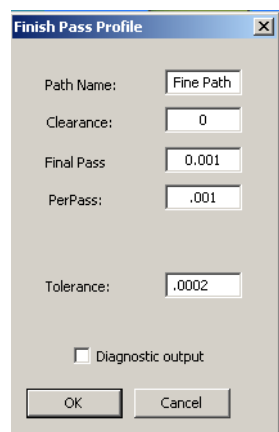 Finish Pass Profile
Path Name: Fine Path
Clearance: 0
Final Pass 0.001
PerPass: .001
Tolerance: .0002
Diagnostic output
OK Cancel